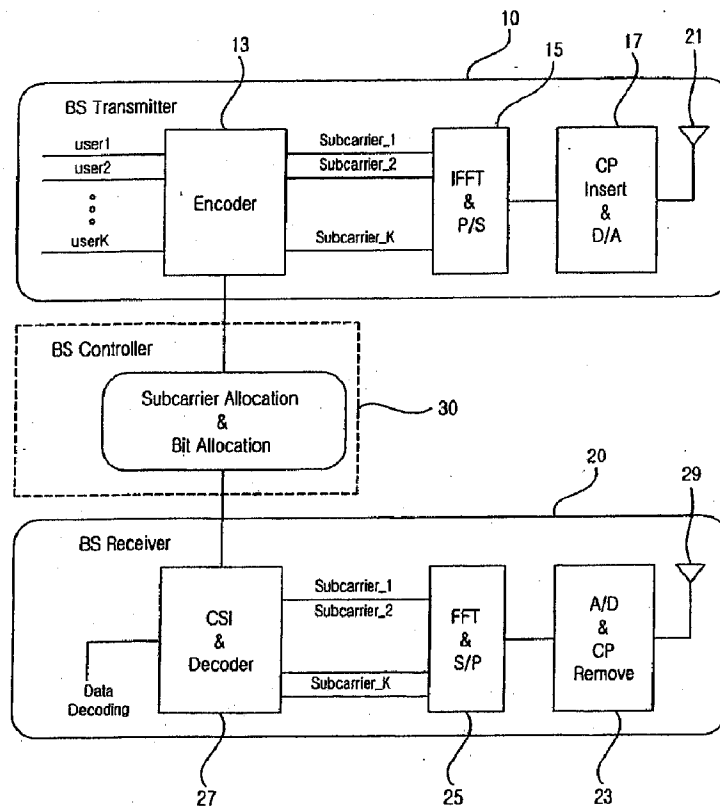 10
13
15
17
21
BS Transmitter
user1
user2
userK
Encoder
Subcarrier_1
Subcarrier_2
Subcarrier_K
IFFT
&
P/S
CP
Insert
&
D/A
BS Controller
Subcarrier Allocation
&
Bit Allocation
30
20
29
BS Receiver
Data
Decoding
CSI
&
Decoder
Subcarrier_1
Subcarrier_2
Subcarrier_K
FFT
&
S/P
A/D
&
CP
Remove
27
25
23